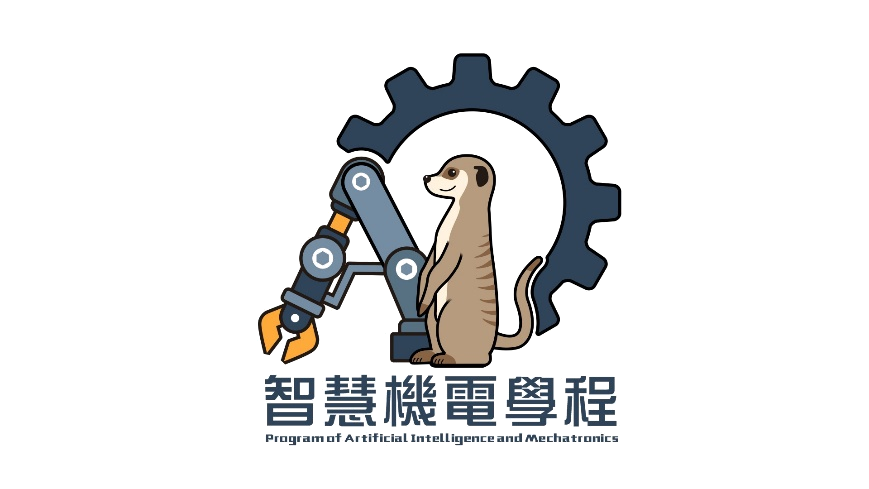 智慧機電學程
Program of Artificial Intelligence and Mechatronics